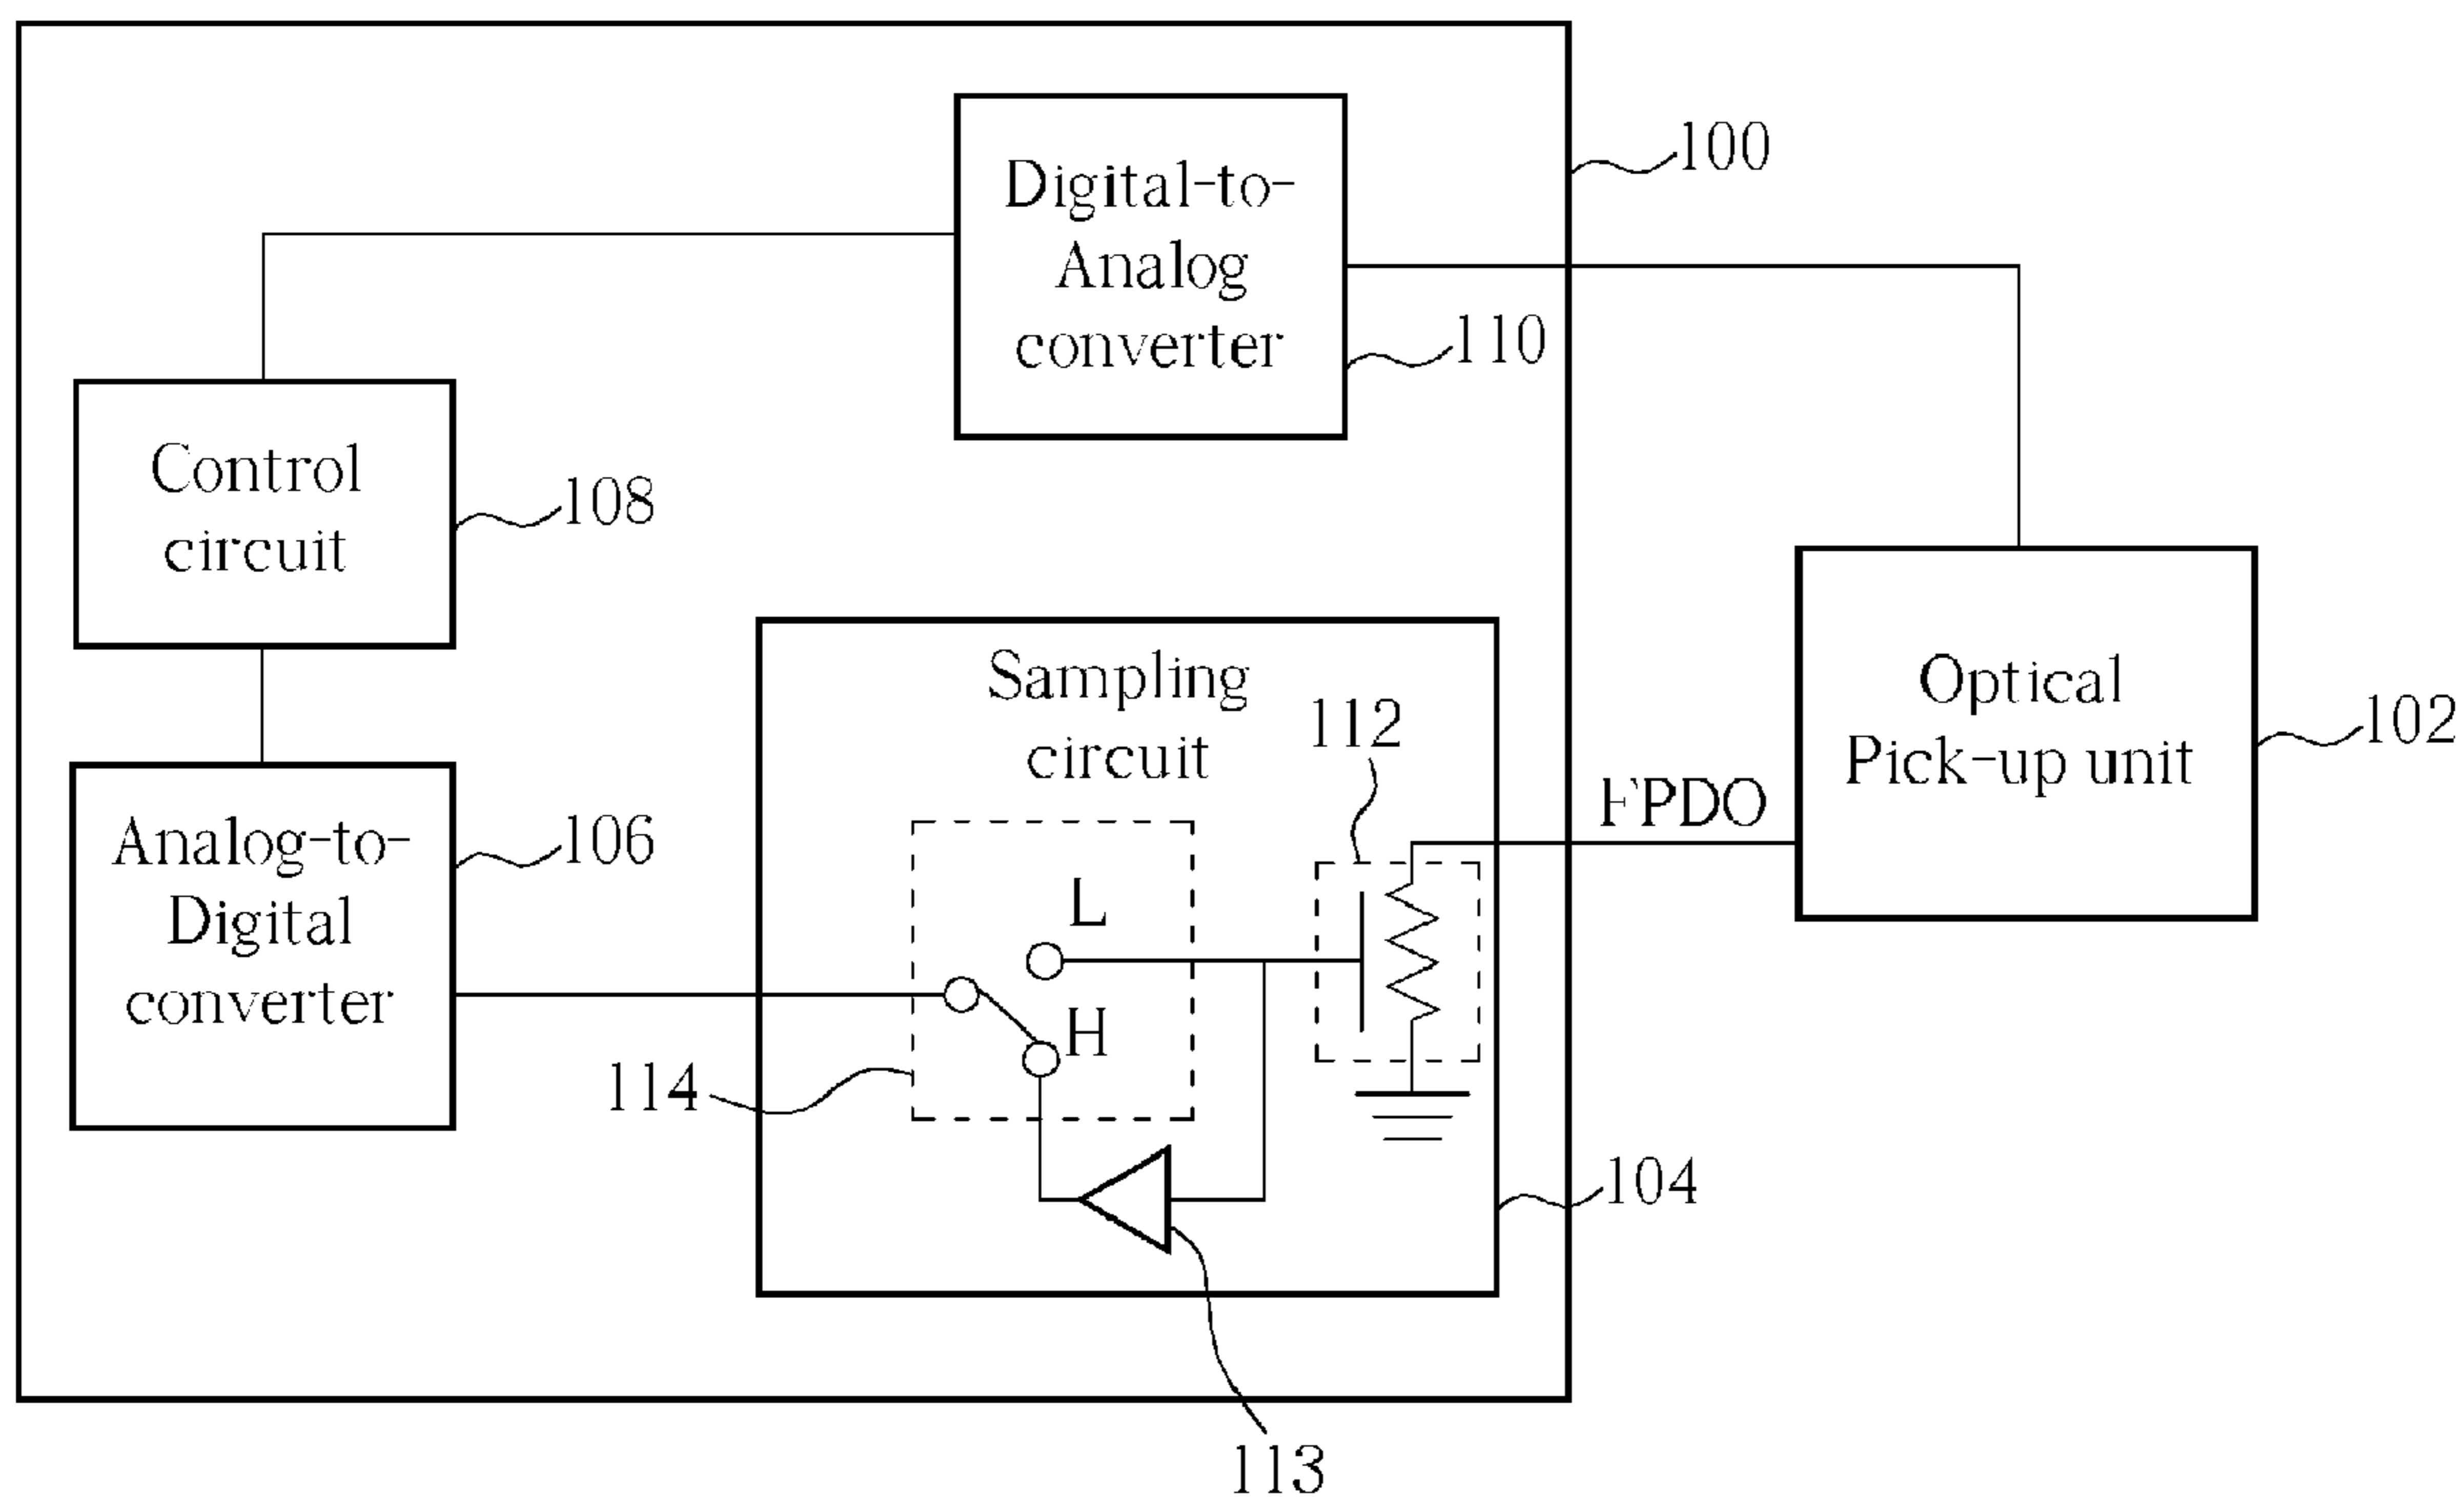 100
Digital-to-
Analog
converter
110
Control
circuit
108
Sampling
circuit
112
Optical
Pick-up unit
102
FPDO
Analog-to-
Digital
converter
106
L
H
114
104
113